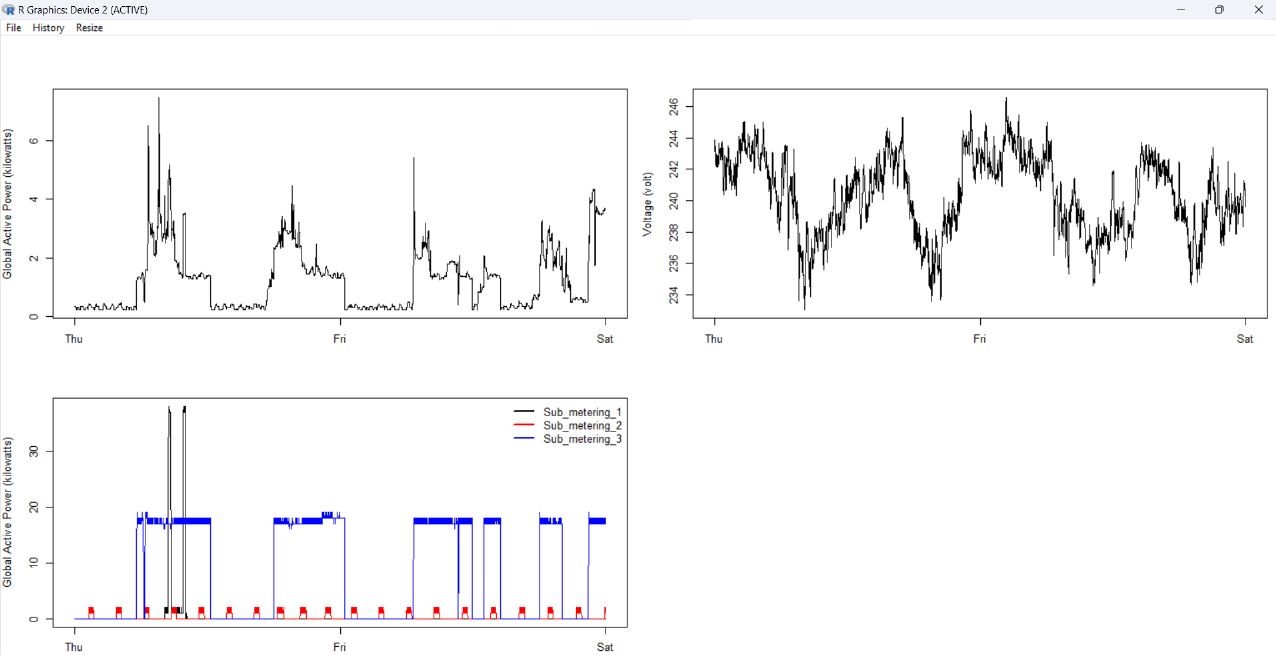 R Graphics: Device 2 (ACTIVE)
File History Resize
Global Active Power (kilowatts)
6
4
2
0
Thu Fri Sat
Voltage (volt)
246
244
242
240
238
236
234
Thu Fri Sat
Global Active Power (kilowatts)
30
20
10
0
Sub_metering_1
Sub_metering_2
Sub_metering_3
Thu Fri Sat